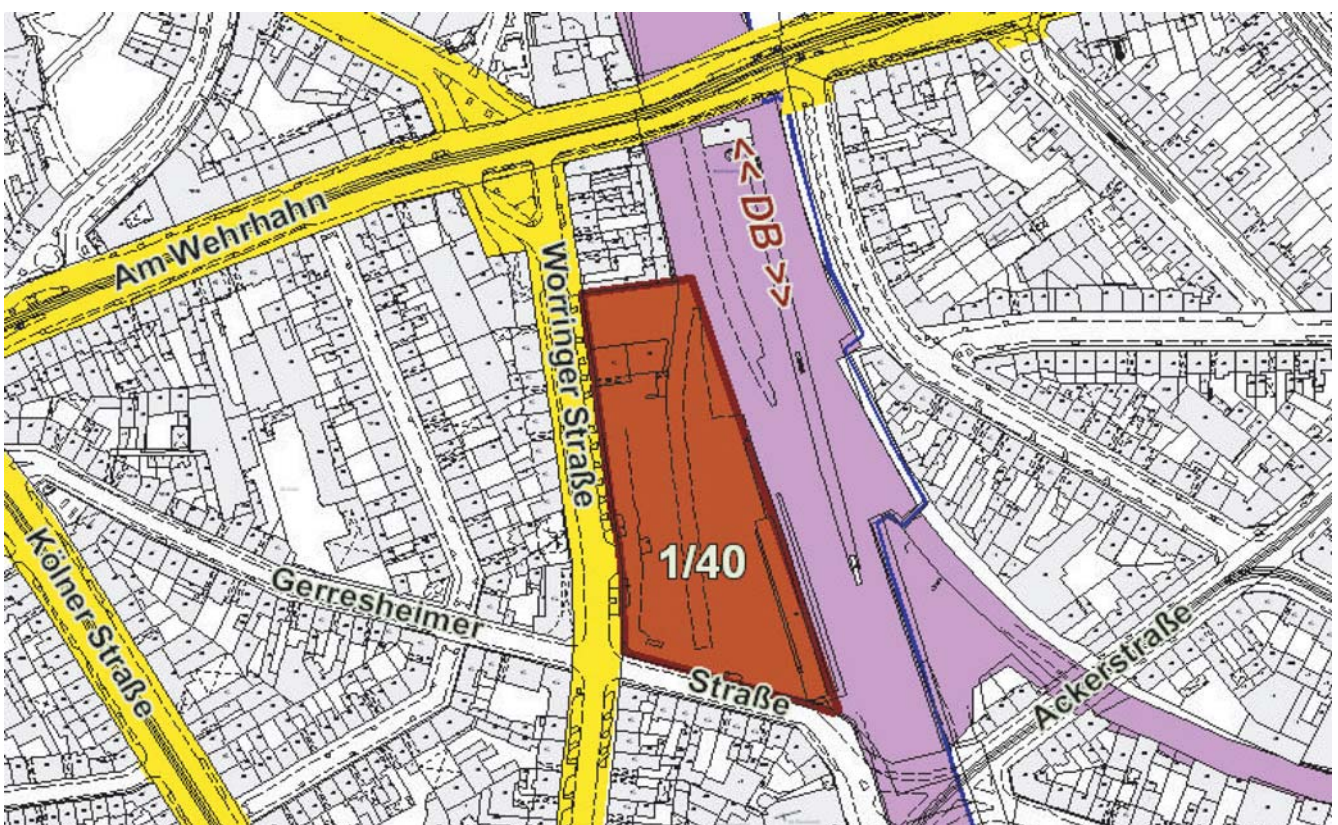 Am Wehrhahn
<< DB >>
Worringer Straße
1/40
Kölner Straße
Gerresheimer
Straße
Ackerstraße